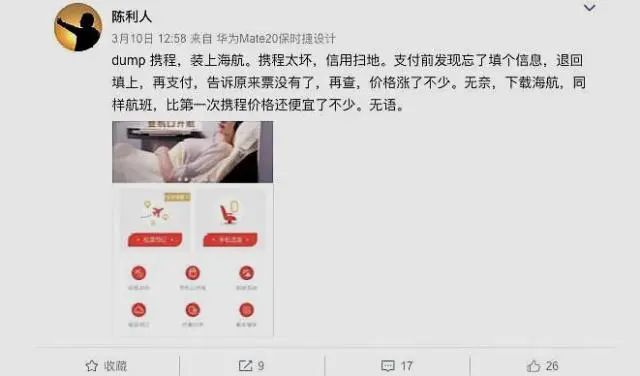 陈利人
3月10日 12:58 来自 华为Mate20保时捷设计
dump 携程，装上海航。携程太坏，信用扫地。支付前发现忘了填个信息，退回
填上，再支付，告诉原来票没有了，再查，价格涨了不少。无奈，下载海航，同
样航班，比第一次携程价格还便宜了不少。无语。
收藏
9
17
26